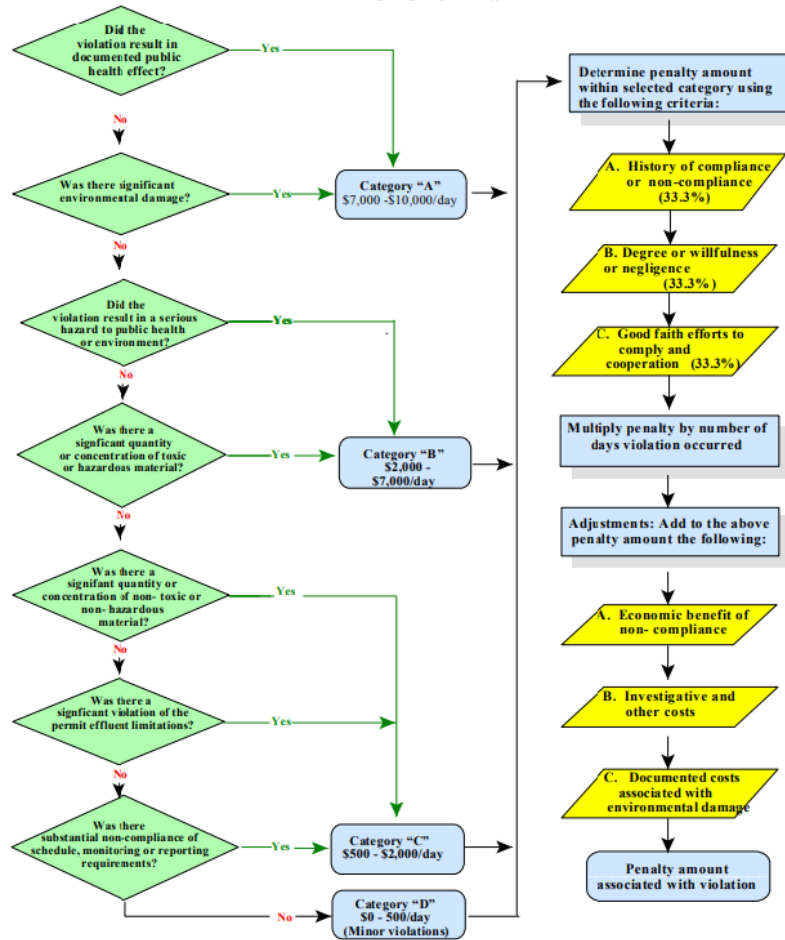 Did the
violation result in
documented public
health effect?
Yes
No
Was there significant
environmental damage?
Yes
Category “A”
$7,000 -$10,000/day
No
Did the
violation result in a serious
hazard to public health
or environment?
Yes
No
Was there a
signficant quantity
or concentration of toxic
or hazardous material?
Yes
Category “B”
$2,000 -
$7,000/day
No
Was there a
signifant quantity or
concentration of non- toxic or
non- hazardous
material?
Yes
No
Was there a
signficant violation of the
permit effluent limitations?
Yes
No
Was there
substantial non-compliance of
schedule, monitoring or reporting
requirements?
Yes
Category “C”
$500 - $2,000/day
No
Category “D”
$0 - 500/day
(Minor violations)
Determine penalty amount
within selected category using
the following criteria:
A. History of compliance
or non-compliance
(33.3%)
B. Degree or willfulness
or negligence
(33.3%)
C. Good faith efforts to
comply and
cooperation (33.3%)
Multiply penalty by number of
days violation occurred
Adjustments: Add to the above
penalty amount the following:
A. Economic benefit of
non- compliance
B. Investigative and
other costs
C. Documented costs
associated with
environmental damage
Penalty amount
associated with violation